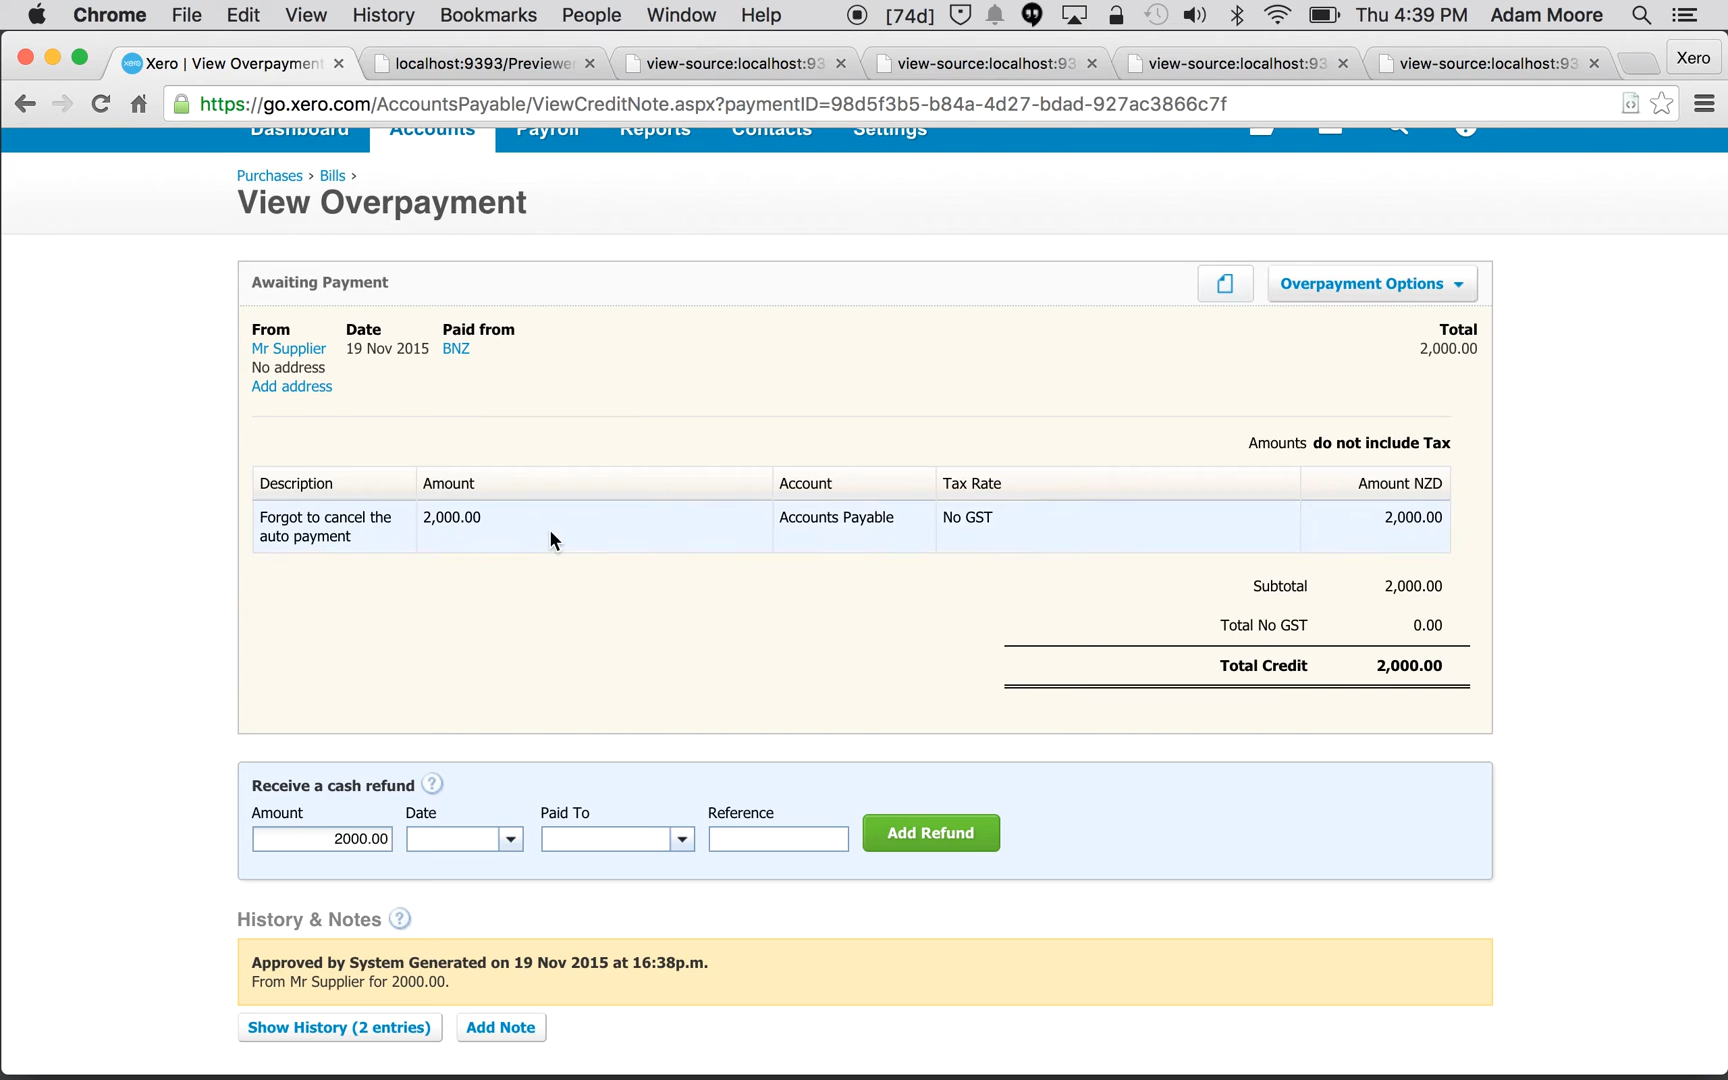 Chrome File Edit View History Bookmarks People Window Help [74d] Thu 4:39 PM Adam Moore
xero Xero | View Overpayment localhost:9393/Previewer view-source:localhost:93 view-source:localhost:93 view-source:localhost:93 view-source:localhost:93 Xero
https://go.xero.com/AccountsPayable/ViewCreditNote.aspx?paymentID=98d5f3b5-b84a-4d27-bdad-927ac3866c7f
Dashboard Accounts Payroll Reports Contacts Settings
Purchases › Bills ›
View Overpayment
Awaiting Payment Overpayment Options
From Date Paid from Total
Mr Supplier 19 Nov 2015 BNZ 2,000.00
No address
Add address
Amounts do not include Tax
Description Amount Account Tax Rate Amount NZD
Forgot to cancel the 2,000.00 Accounts Payable No GST 2,000.00
auto payment
Subtotal 2,000.00
Total No GST 0.00
Total Credit 2,000.00
Receive a cash refund ?
Amount Date Paid To Reference
2000.00 Add Refund
History & Notes ?
Approved by System Generated on 19 Nov 2015 at 16:38p.m.
From Mr Supplier for 2000.00.
Show History (2 entries) Add Note